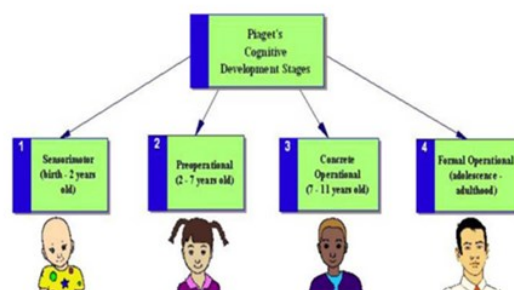 Piaget's
Cognitive
Development Stages
1
Sensorimotor
(birth - 2 years
old)
2
Preoperational
(2 - 7 years old)
3
Concrete
Operational
(7 - 11 years old)
4
Formal Operational
(adolescence -
adulthood)